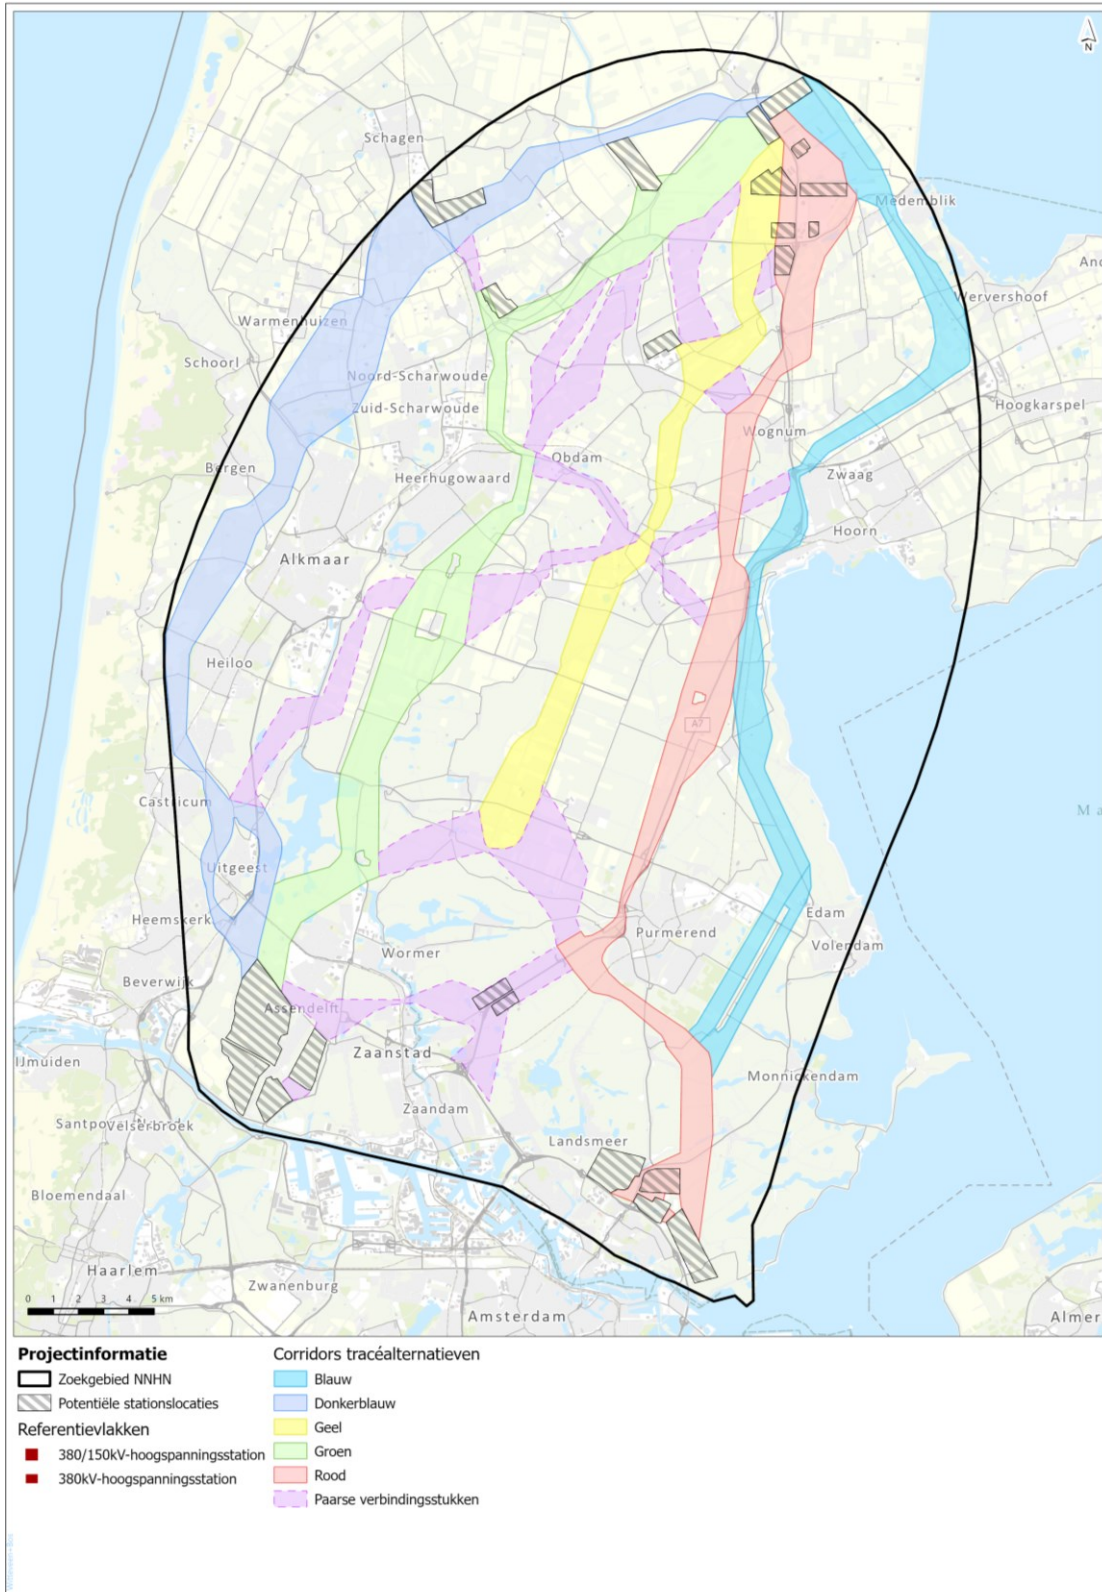 N
Schagen
Medemblik
And
Wervershoof
Warmenhuizen
Schoorl
Noord-Scharwoude
Zuid-Scharwoude
Hoogkarspel
Wognum
Bergen
Obdam
Zwaag
Heerhugowaard
Hoorn
Alkmaar
Heiloo
A7
Castricum
Ma
Uitgeest
Heemskerk
Edam
Purmerend
Volendam
Wormer
Beverwijk
Assendelft
IJmuiden
Zaanstad
Monnickendam
Zaandam
Velserbroek
Landsmeer
Bloemendaal
Haarlem
Zwanenburg
0 1 2 3 4 5 km
Amsterdam
Almer
Projectinformatie
Zoekgebied NNHN
Potentiële stationslocaties
Referentievlakken
380/150kV-hoogspanningsstation
380kV-hoogspanningsstation
Corridors tracéalternatieven
Blauw
Donkerblauw
Geel
Groen
Rood
Paarse verbindingsstukken